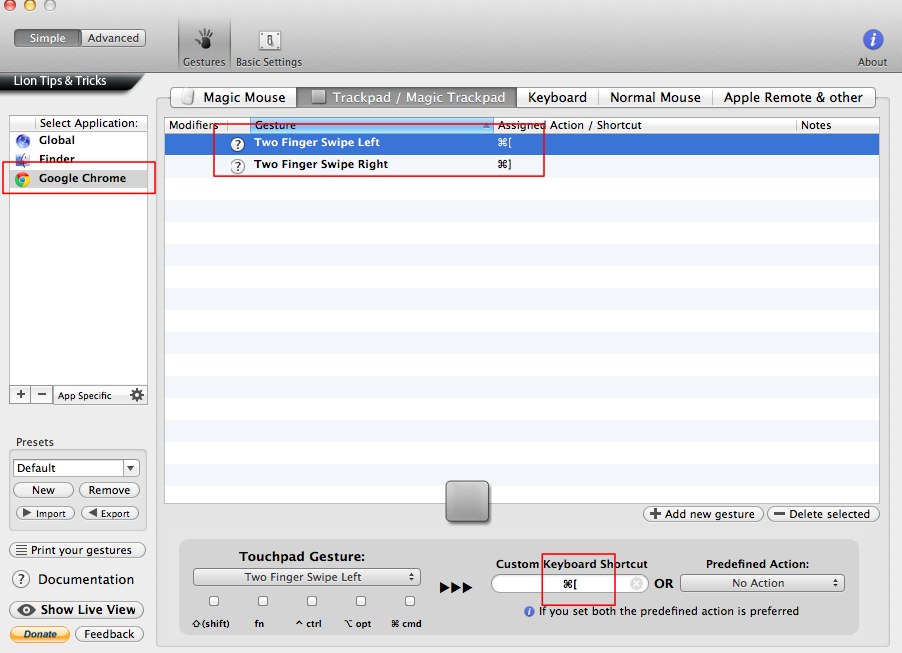 Simple Advanced
Gestures Basic Settings About
Lion Tips & Tricks
Magic Mouse Trackpad / Magic Trackpad Keyboard Normal Mouse Apple Remote & other
Select Application:
Global
Finder
Google Chrome
App Specific
Modifiers Gesture Assigned Action / Shortcut Notes
? Two Finger Swipe Left ⌘[
? Two Finger Swipe Right ⌘]
Presets
Default
New Remove
Import Export
Print your gestures
? Documentation
Show Live View
Donate Feedback
+ Add new gesture − Delete selected
Touchpad Gesture:
Two Finger Swipe Left
⇧(shift) fn ^ ctrl ⌥ opt ⌘ cmd
Custom Keyboard Shortcut
⌘[
OR
Predefined Action:
No Action
If you set both the predefined action is preferred